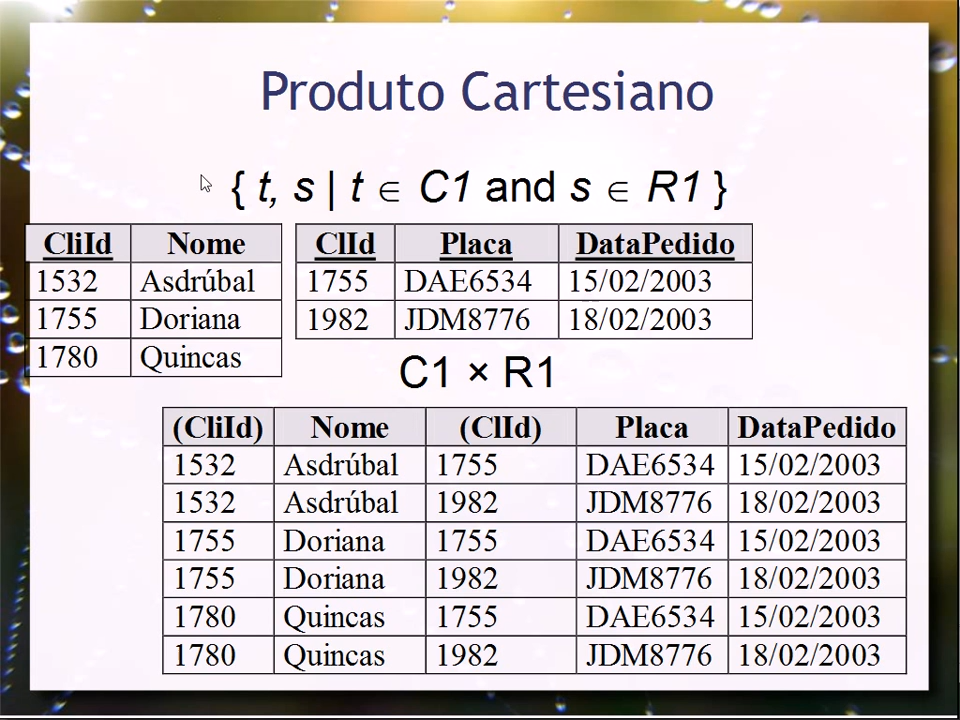 Produto Cartesiano
{ t, s | t ∈ C1 and s ∈ R1 }
CliId Nome
1532 Asdrúbal
1755 Doriana
1780 Quincas
ClId Placa DataPedido
1755 DAE6534 15/02/2003
1982 JDM8776 18/02/2003
C1 × R1
(CliId) Nome (ClId) Placa DataPedido
1532 Asdrúbal 1755 DAE6534 15/02/2003
1532 Asdrúbal 1982 JDM8776 18/02/2003
1755 Doriana 1755 DAE6534 15/02/2003
1755 Doriana 1982 JDM8776 18/02/2003
1780 Quincas 1755 DAE6534 15/02/2003
1780 Quincas 1982 JDM8776 18/02/2003